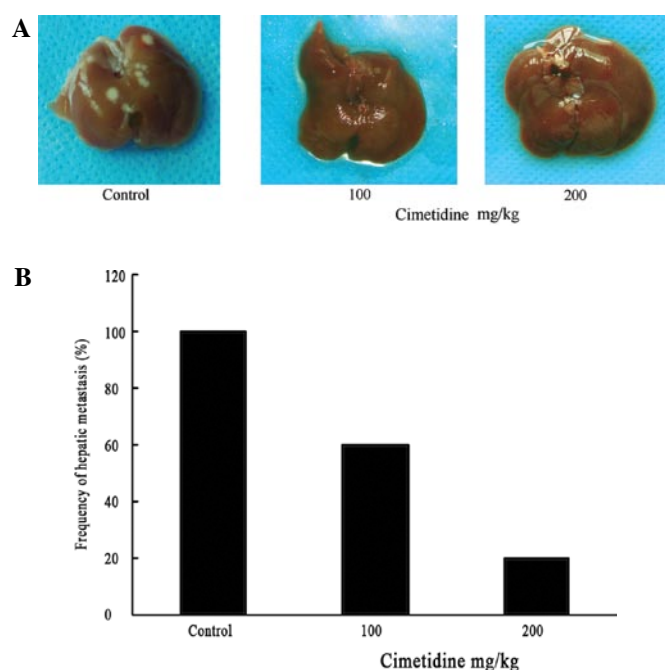 A
Control
100
200
Cimetidine mg/kg
B
Frequency of hepatic metastasis (%)
120
100
80
60
40
20
0
Control
100
200
Cimetidine mg/kg